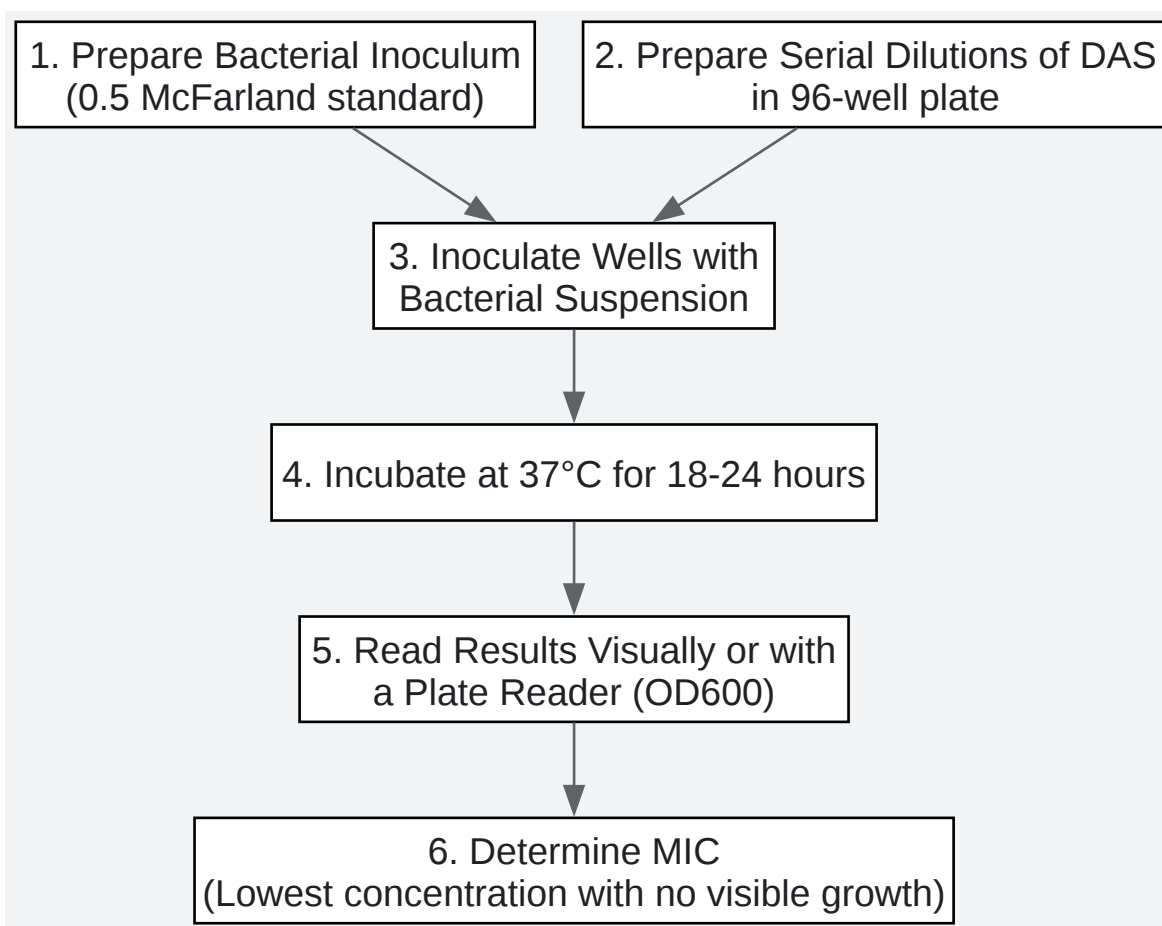 1. Prepare Bacterial Inoculum
(0.5 McFarland standard)
2. Prepare Serial Dilutions of DAS
in 96-well plate
3. Inoculate Wells with
Bacterial Suspension
4. Incubate at 37°C for 18-24 hours
5. Read Results Visually or with
a Plate Reader (OD600)
6. Determine MIC
(Lowest concentration with no visible growth)